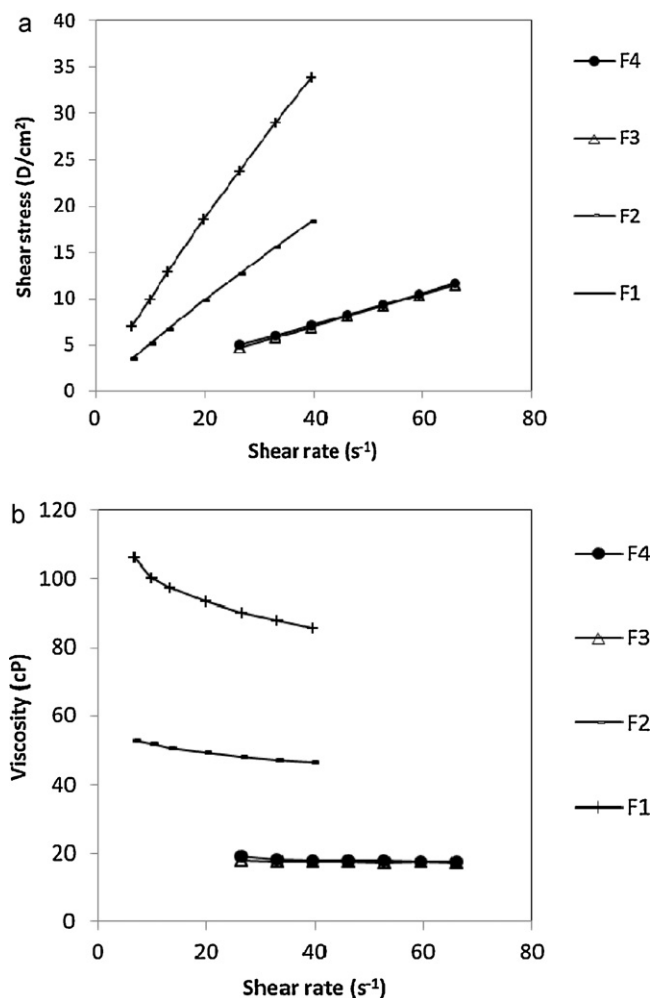 a
40
35
30
25
20
15
10
5
0
Shear stress (D/cm²)
0 20 40 60 80
Shear rate (s⁻¹)
F4
F3
F2
F1
b
120
100
80
60
40
20
0
Viscosity (cP)
0 20 40 60 80
Shear rate (s⁻¹)
F4
F3
F2
F1